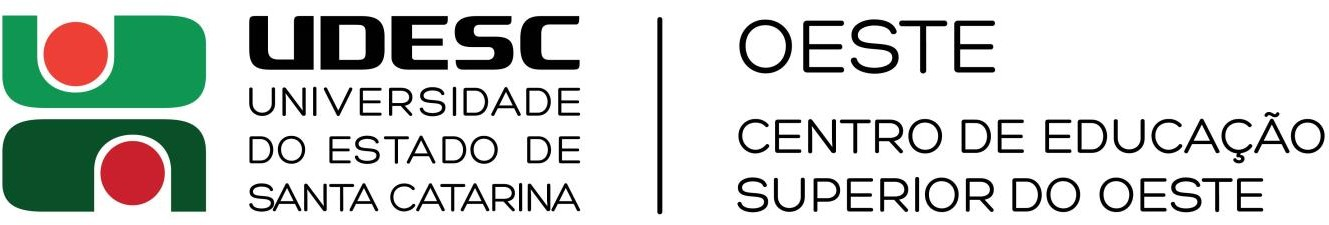 UDESC
UNIVERSIDADE
DO ESTADO DE
SANTA CATARINA
OESTE
CENTRO DE EDUCAÇÃO
SUPERIOR DO OESTE